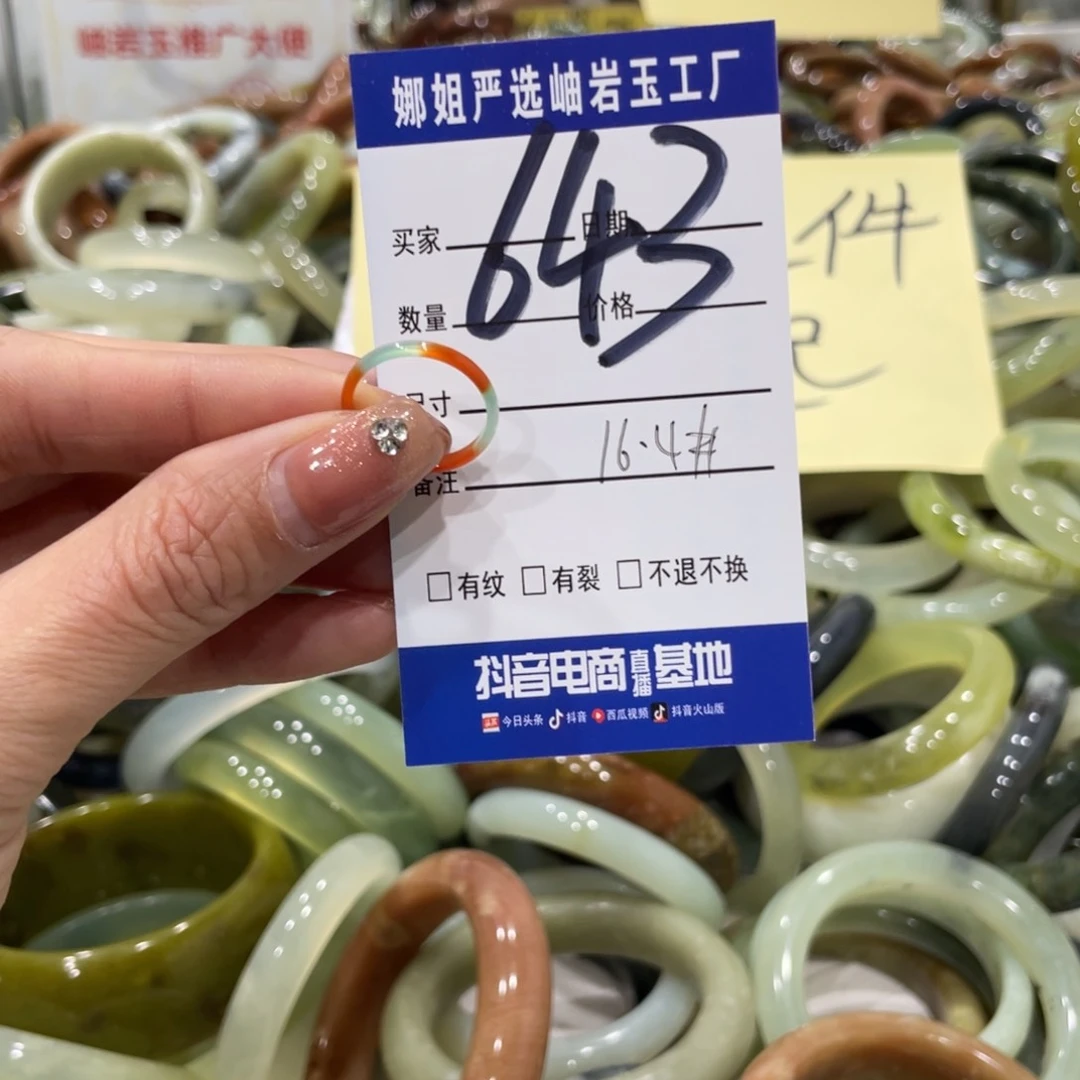 岫岩玉推广大使
娜姐严选岫岩玉工厂
643
买家 日期
数量 价格
尺寸
16.4#
备注
有纹 有裂 不退不换
抖音电商直播基地
今日头条 抖音 西瓜视频 抖音火山版
件